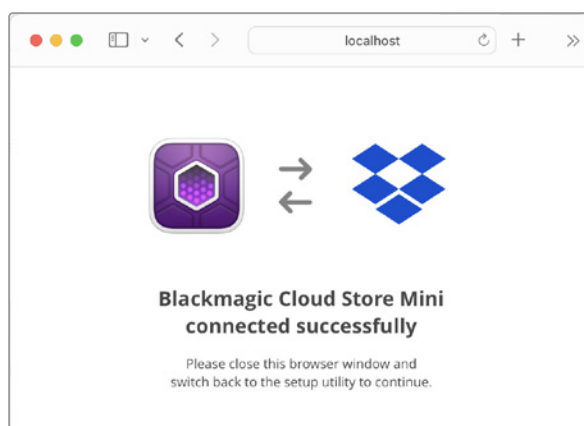 localhost
Blackmagic Cloud Store Mini
connected successfully
Please close this browser window and
switch back to the setup utility to continue.